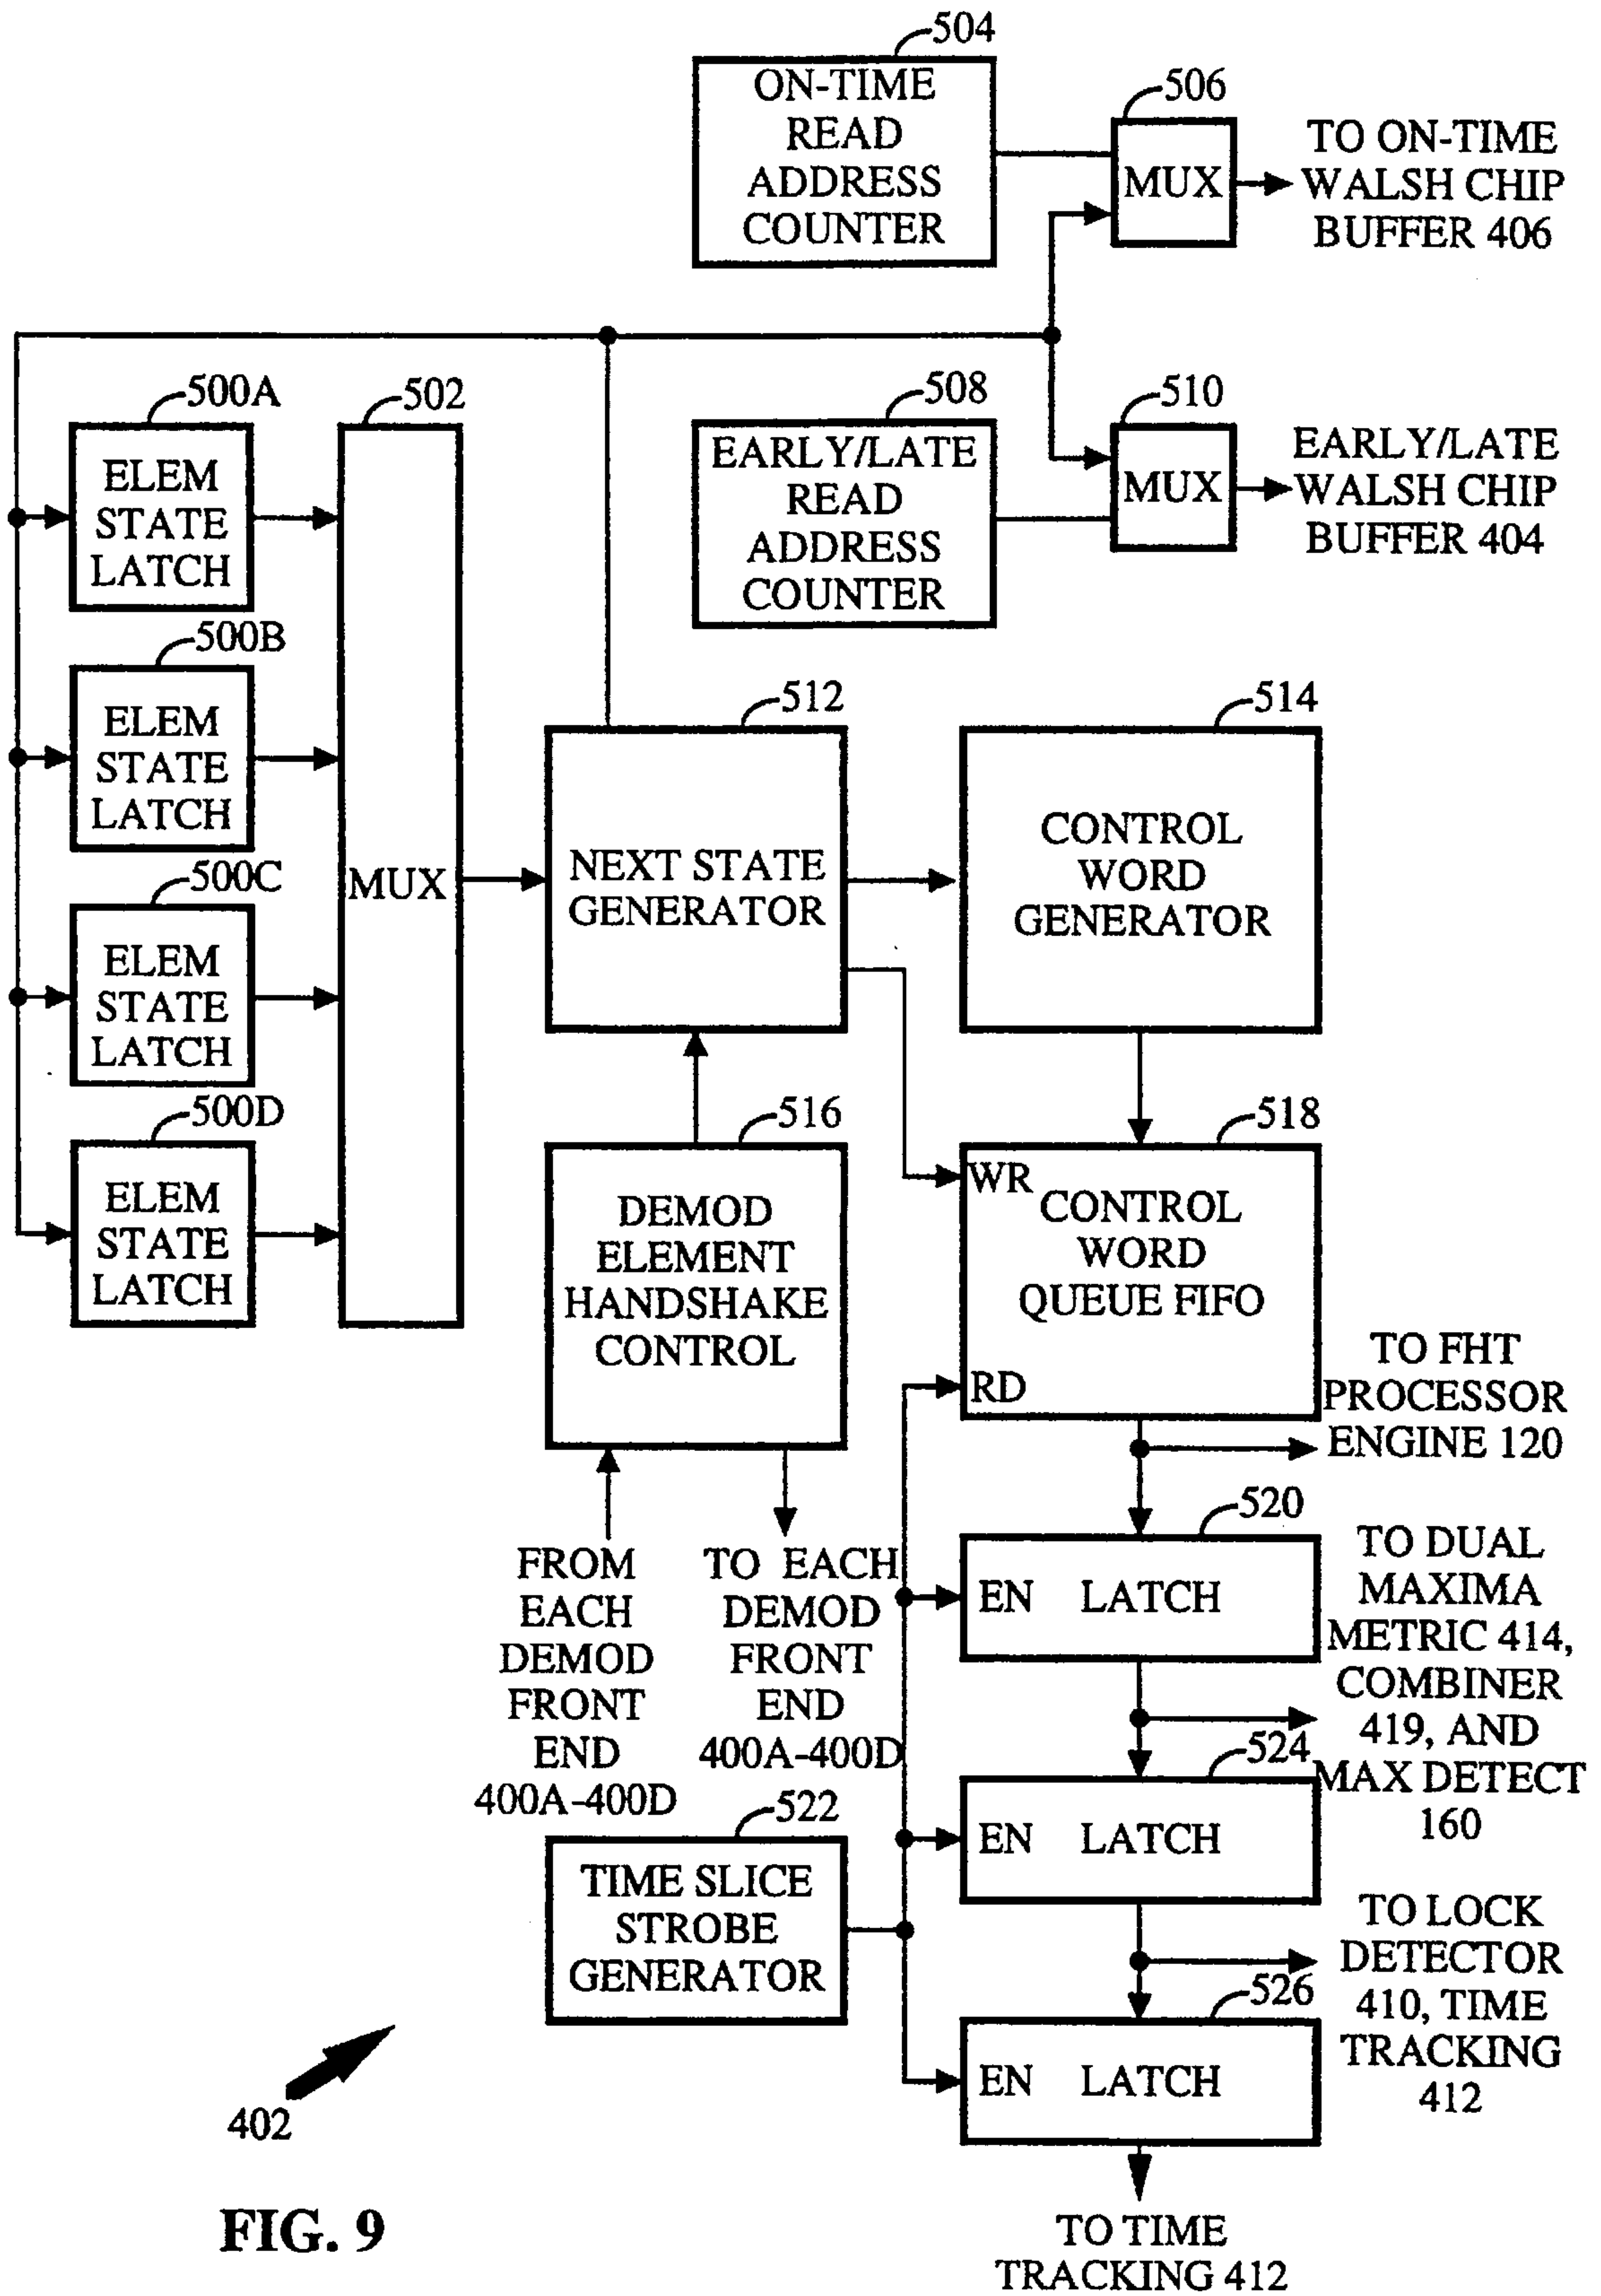 504
ON-TIME
READ
ADDRESS
COUNTER
506
MUX
TO ON-TIME
WALSH CHIP
BUFFER 406
500A
ELEM
STATE
LATCH
502
MUX
508
EARLY/LATE
READ
ADDRESS
COUNTER
510
MUX
EARLY/LATE
WALSH CHIP
BUFFER 404
500B
ELEM
STATE
LATCH
500C
ELEM
STATE
LATCH
500D
ELEM
STATE
LATCH
512
NEXT STATE
GENERATOR
514
CONTROL
WORD
GENERATOR
516
DEMOD
ELEMENT
HANDSHAKE
CONTROL
518
WR
CONTROL
WORD
QUEUE FIFO
RD
TO FHT
PROCESSOR
ENGINE 120
FROM
EACH
DEMOD
FRONT
END
400A-400D
TO EACH
DEMOD
FRONT
END
400A-400D
520
EN LATCH
TO DUAL
MAXIMA
METRIC 414,
COMBINER
419, AND
MAX DETECT
160
522
TIME SLICE
STROBE
GENERATOR
524
EN LATCH
TO LOCK
DETECTOR
410, TIME
TRACKING
412
526
EN LATCH
TO TIME
TRACKING 412
402
FIG. 9